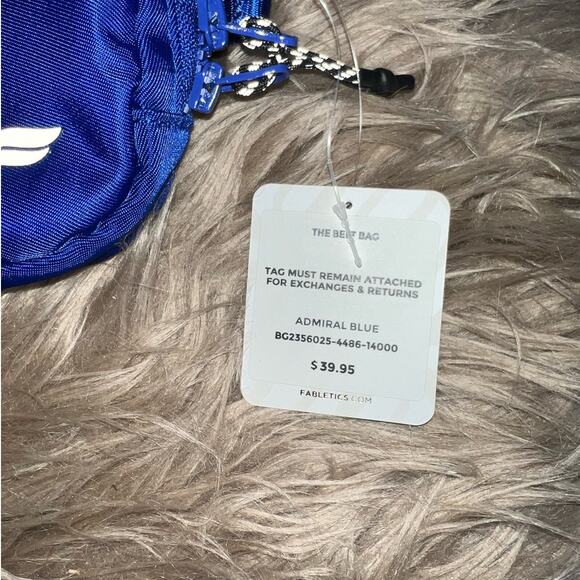 THE BELT BAG
TAG MUST REMAIN ATTACHED
FOR EXCHANGES & RETURNS
ADMIRAL BLUE
BG2356025-4486-14000
$39.95
FABLETICS.COM